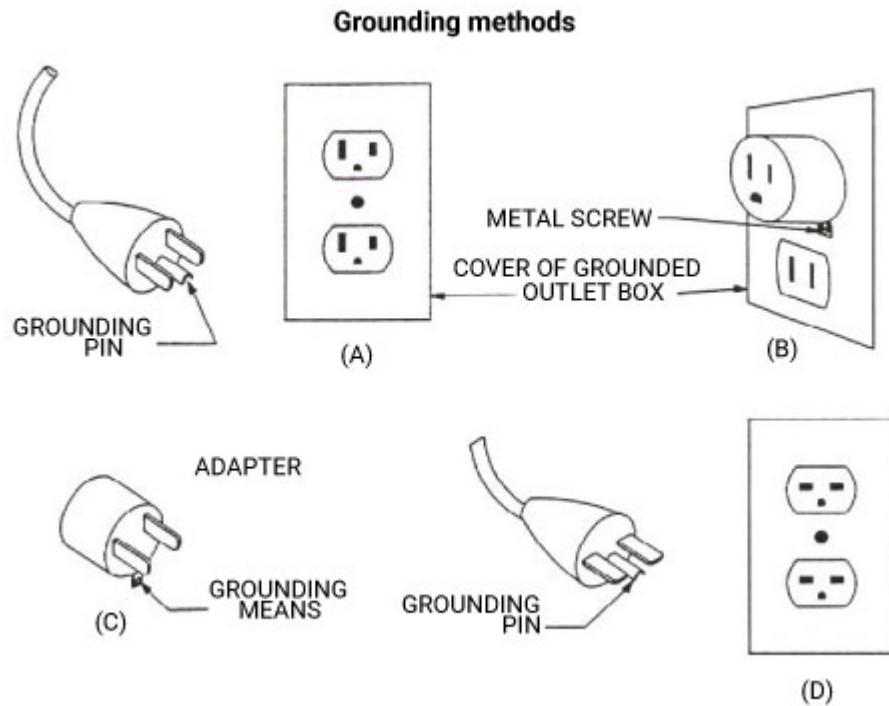 Grounding methods
METAL SCREW
COVER OF GROUNDED
OUTLET BOX
GROUNDING
PIN
(A)
(B)
ADAPTER
GROUNDING
MEANS
(C)
GROUNDING
PIN
(D)